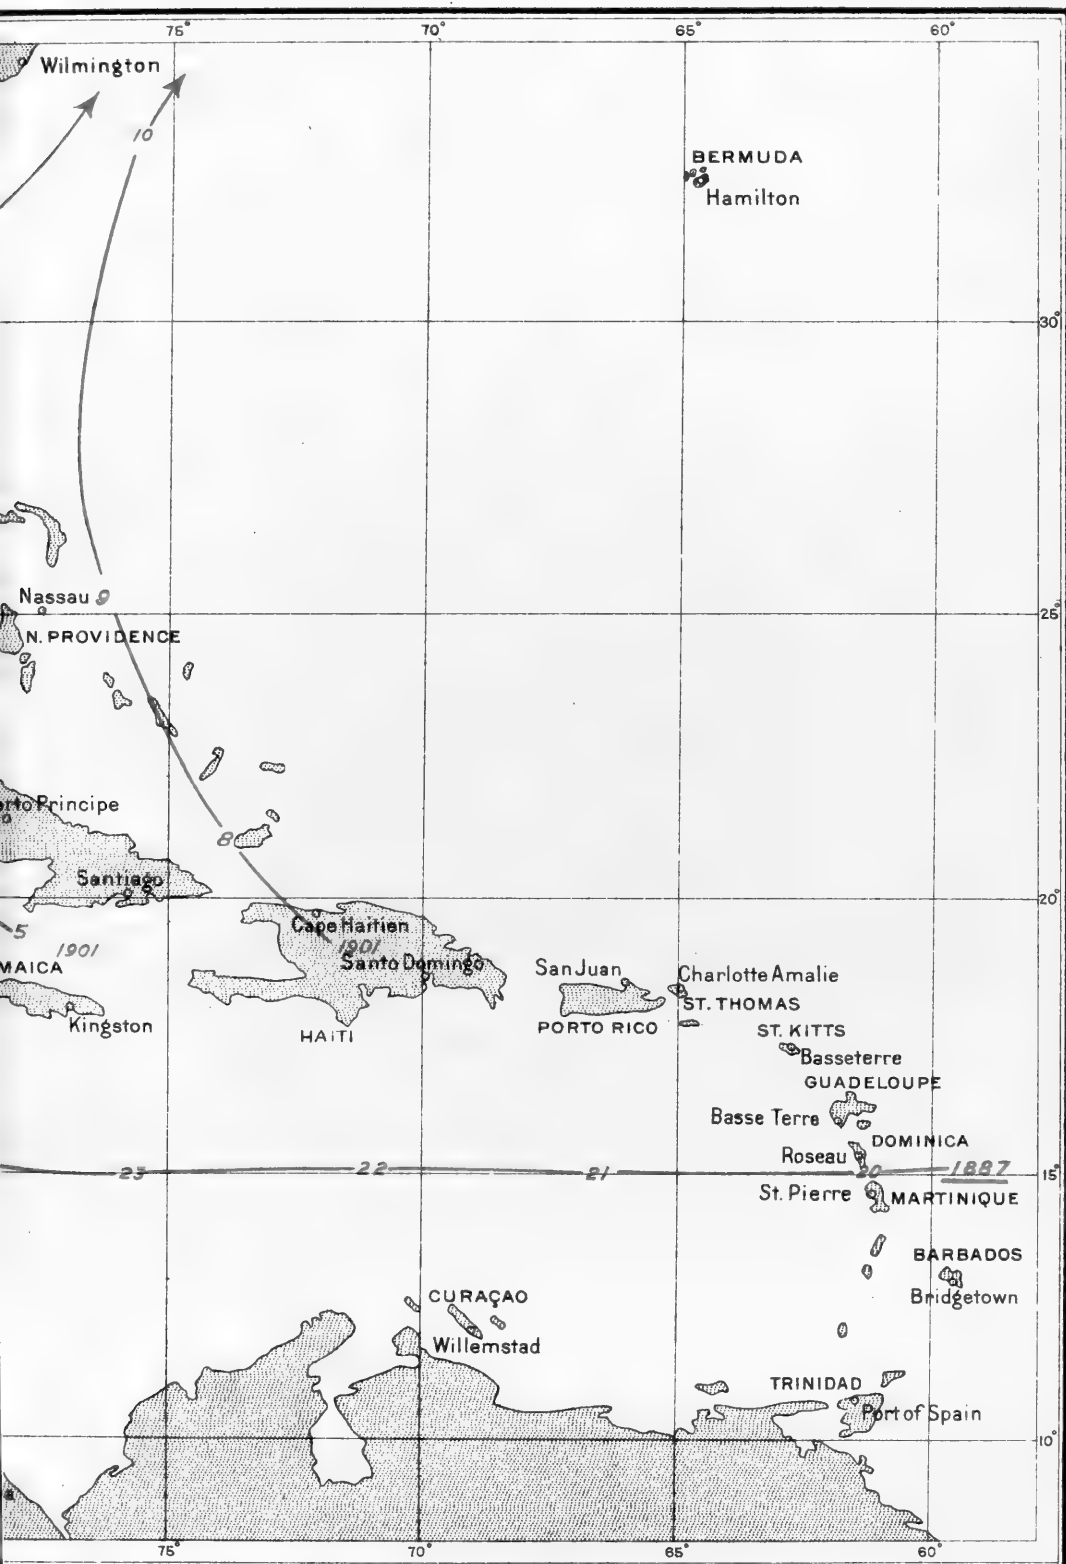 75° 70° 65° 60°
Wilmington
10
BERMUDA
Hamilton
30°
Nassau 9
25°
N. PROVIDENCE
rto Principe
8
Santiago
20°
Cape Haitien
5 1901 1901
MAICA Santo Domingo San Juan Charlotte Amalie
ST. THOMAS
Kingston HAITI PORTO RICO ST. KITTS
Basseterre
GUADELOUPE
Basse Terre
DOMINICA
Roseau
23 22 21 20 1887
15°
St. Pierre MARTINIQUE
BARBADOS
CURAÇAO Bridgetown
Willemstad
TRINIDAD
Port of Spain
10°
75° 70° 65° 60°